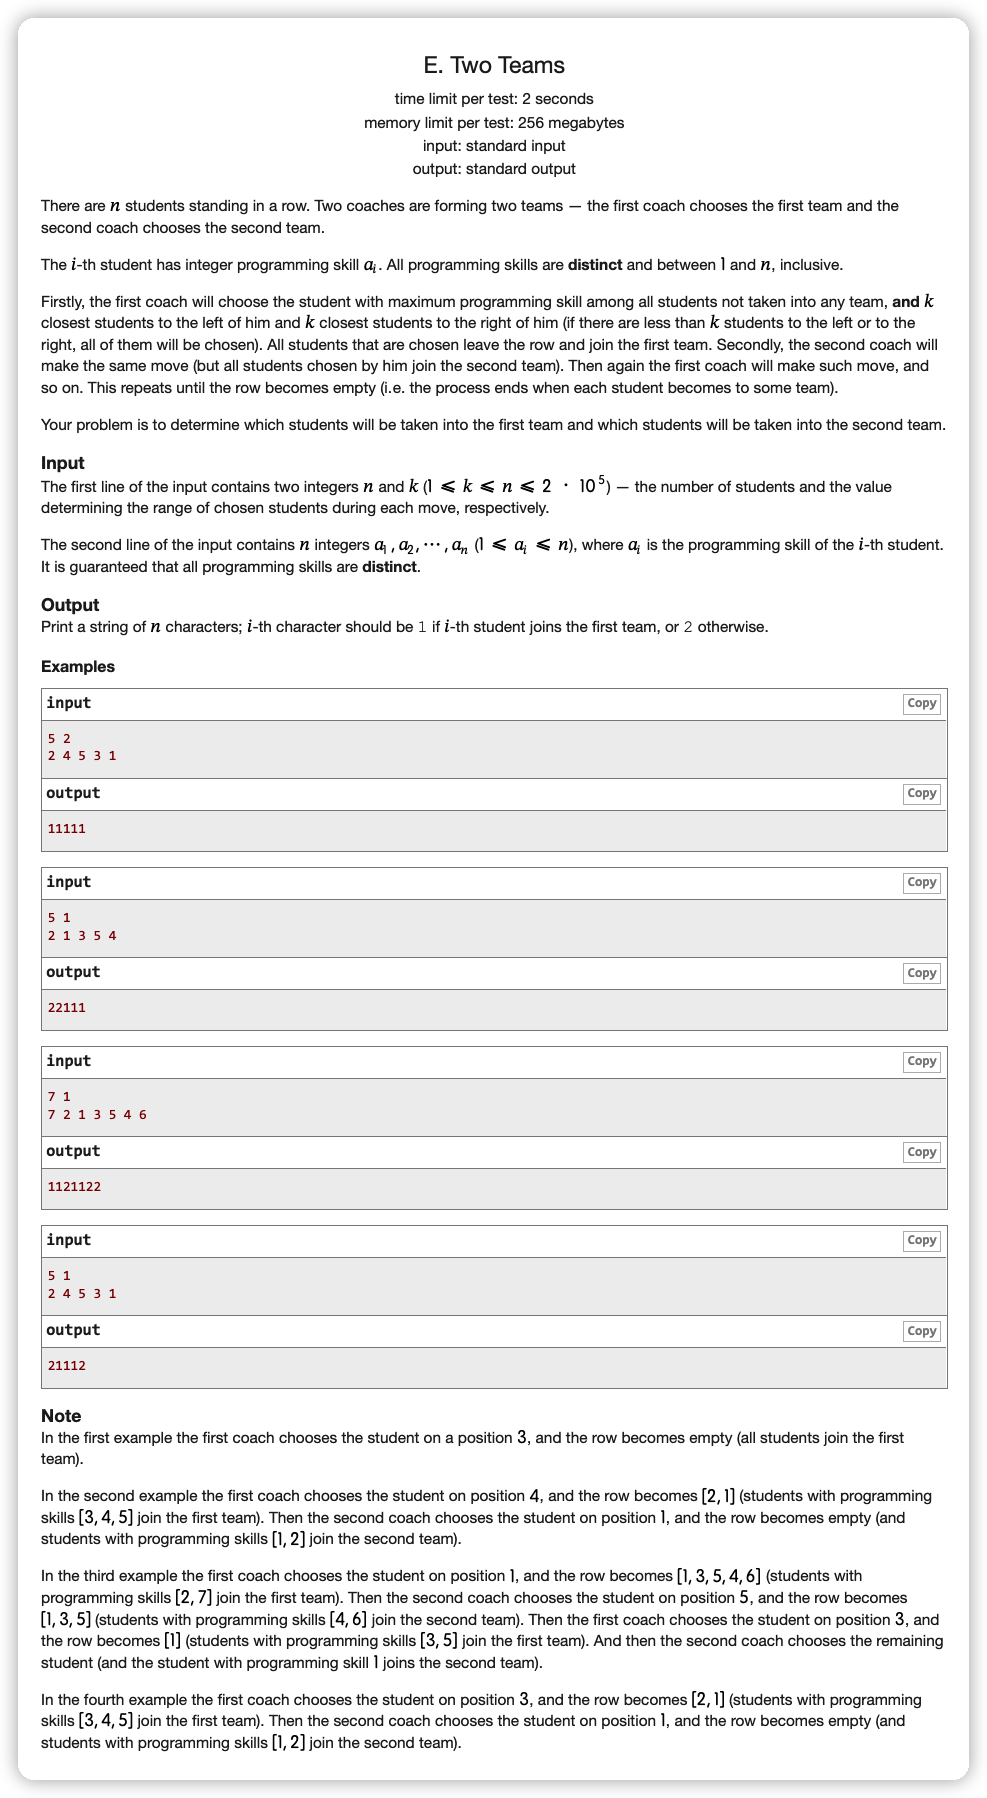 E. Two Teams
time limit per test: 2 seconds
memory limit per test: 256 megabytes
input: standard input
output: standard output
There are n students standing in a row. Two coaches are forming two teams — the first coach chooses the first team and the
second coach chooses the second team.
The i-th student has integer programming skill a_i. All programming skills are distinct and between 1 and n, inclusive.
Firstly, the first coach will choose the student with maximum programming skill among all students not taken into any team, and k
closest students to the left of him and k closest students to the right of him (if there are less than k students to the left or to the
right, all of them will be chosen). All students that are chosen leave the row and join the first team. Secondly, the second coach will
make the same move (but all students chosen by him join the second team). Then again the first coach will make such move, and
so on. This repeats until the row becomes empty (i.e. the process ends when each student becomes to some team).
Your problem is to determine which students will be taken into the first team and which students will be taken into the second team.
Input
The first line of the input contains two integers n and k (1 ⩽ k ⩽ n ⩽ 2 · 10^5) — the number of students and the value
determining the range of chosen students during each move, respectively.
The second line of the input contains n integers a_1, a_2, ⋯, a_n (1 ⩽ a_i ⩽ n), where a_i is the programming skill of the i-th student.
It is guaranteed that all programming skills are distinct.
Output
Print a string of n characters; i-th character should be 1 if i-th student joins the first team, or 2 otherwise.
Examples
input Copy
5 2
2 4 5 3 1
output Copy
11111
input Copy
5 1
2 1 3 5 4
output Copy
22111
input Copy
7 1
7 2 1 3 5 4 6
output Copy
1121122
input Copy
5 1
2 4 5 3 1
output Copy
21112
Note
In the first example the first coach chooses the student on a position 3, and the row becomes empty (all students join the first
team).
In the second example the first coach chooses the student on position 4, and the row becomes [2, 1] (students with programming
skills [3, 4, 5] join the first team). Then the second coach chooses the student on position 1, and the row becomes empty (and
students with programming skills [1, 2] join the second team).
In the third example the first coach chooses the student on position 1, and the row becomes [1, 3, 5, 4, 6] (students with
programming skills [2, 7] join the first team). Then the second coach chooses the student on position 5, and the row becomes
[1, 3, 5] (students with programming skills [4, 6] join the second team). Then the first coach chooses the student on position 3, and
the row becomes [1] (students with programming skills [3, 5] join the first team). And then the second coach chooses the remaining
student (and the student with programming skill 1 joins the second team).
In the fourth example the first coach chooses the student on position 3, and the row becomes [2, 1] (students with programming
skills [3, 4, 5] join the first team). Then the second coach chooses the student on position 1, and the row becomes empty (and
students with programming skills [1, 2] join the second team).